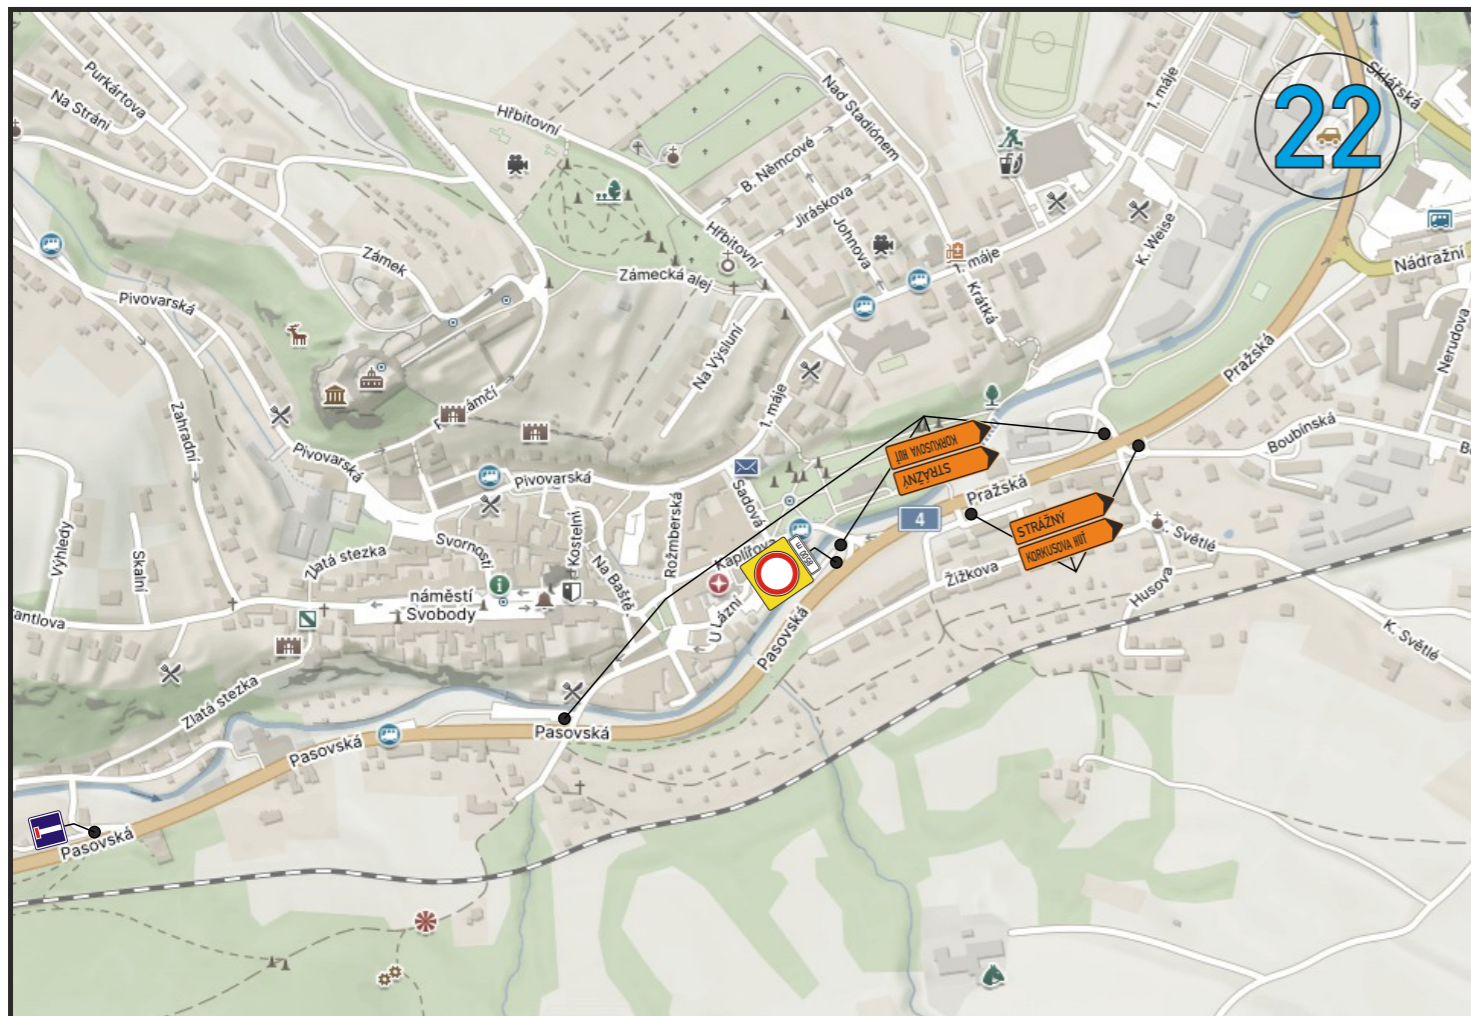 22
Sklářská
Purkártova
Na Stráni
Hřbitovní
Nad Stadiónem
1. máje
B. Němcové
Jiráskova
Johnova
Hřbitovní
K. Weise
Zámek
Zámecká alej
1. máje
Nádražní
Pivovarská
Krátká
Na Výsluní
Pražská
Nerudova
Zahradní
1. máje
Boubínská
KORKUSOVA HUŤ
STRÁŽNÝ
Pivovarská
Pivovarská
Sadová
Pražská
4
Rožmberská
Kostelní
STRÁŽNÝ
KORKUSOVA HUŤ
Výhledy
Skalní
Zlatá stezka
Svornosti
Na Baště
Kaplířova
8500 m
K. Světlé
Žižkova
Husova
antlova
náměstí
Svobody
U Lázní
Pasovská
K. Světlé
Zlatá stezka
Pasovská
Pasovská
Pasovská